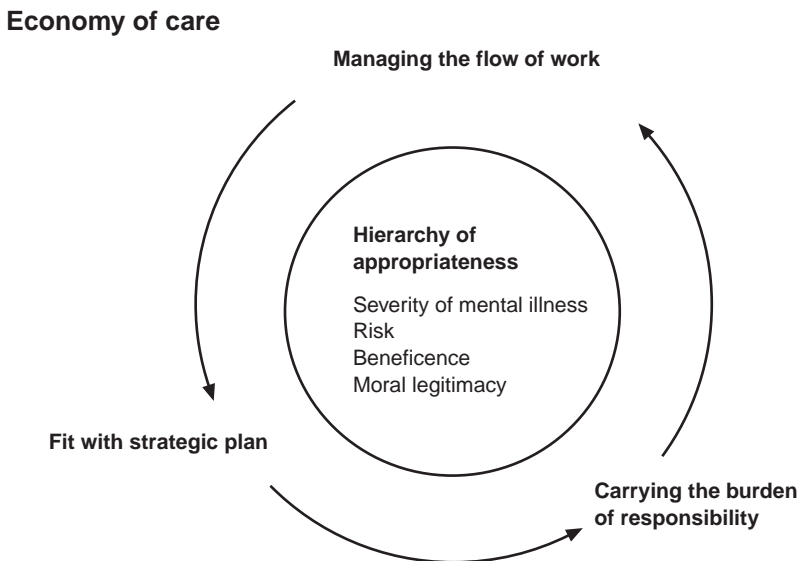 Economy of care
Managing the flow of work
Hierarchy of
appropriateness
Severity of mental illness
Risk
Beneficence
Moral legitimacy
Fit with strategic plan
Carrying the burden
of responsibility